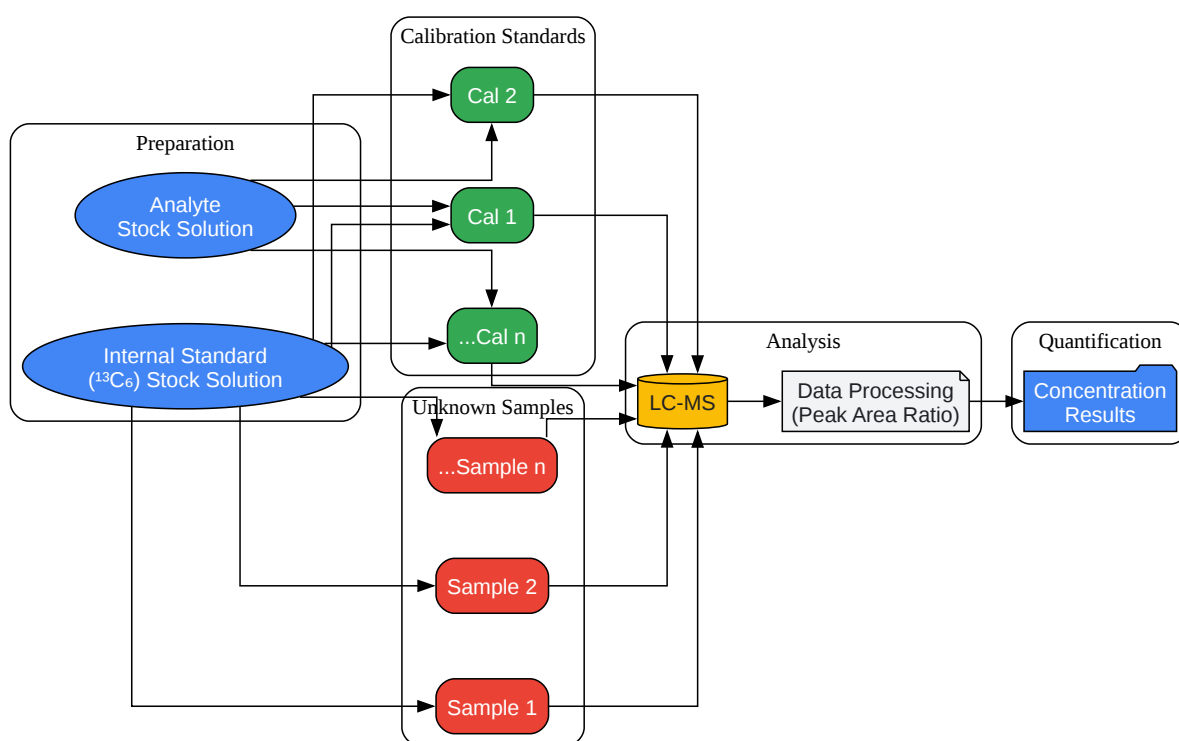 Preparation
Analyte
Stock Solution
Internal Standard
(¹³C₆) Stock Solution
Calibration Standards
Cal 2
Cal 1
...Cal n
Unknown Samples
...Sample n
Sample 2
Sample 1
Analysis
LC-MS
Data Processing
(Peak Area Ratio)
Quantification
Concentration
Results